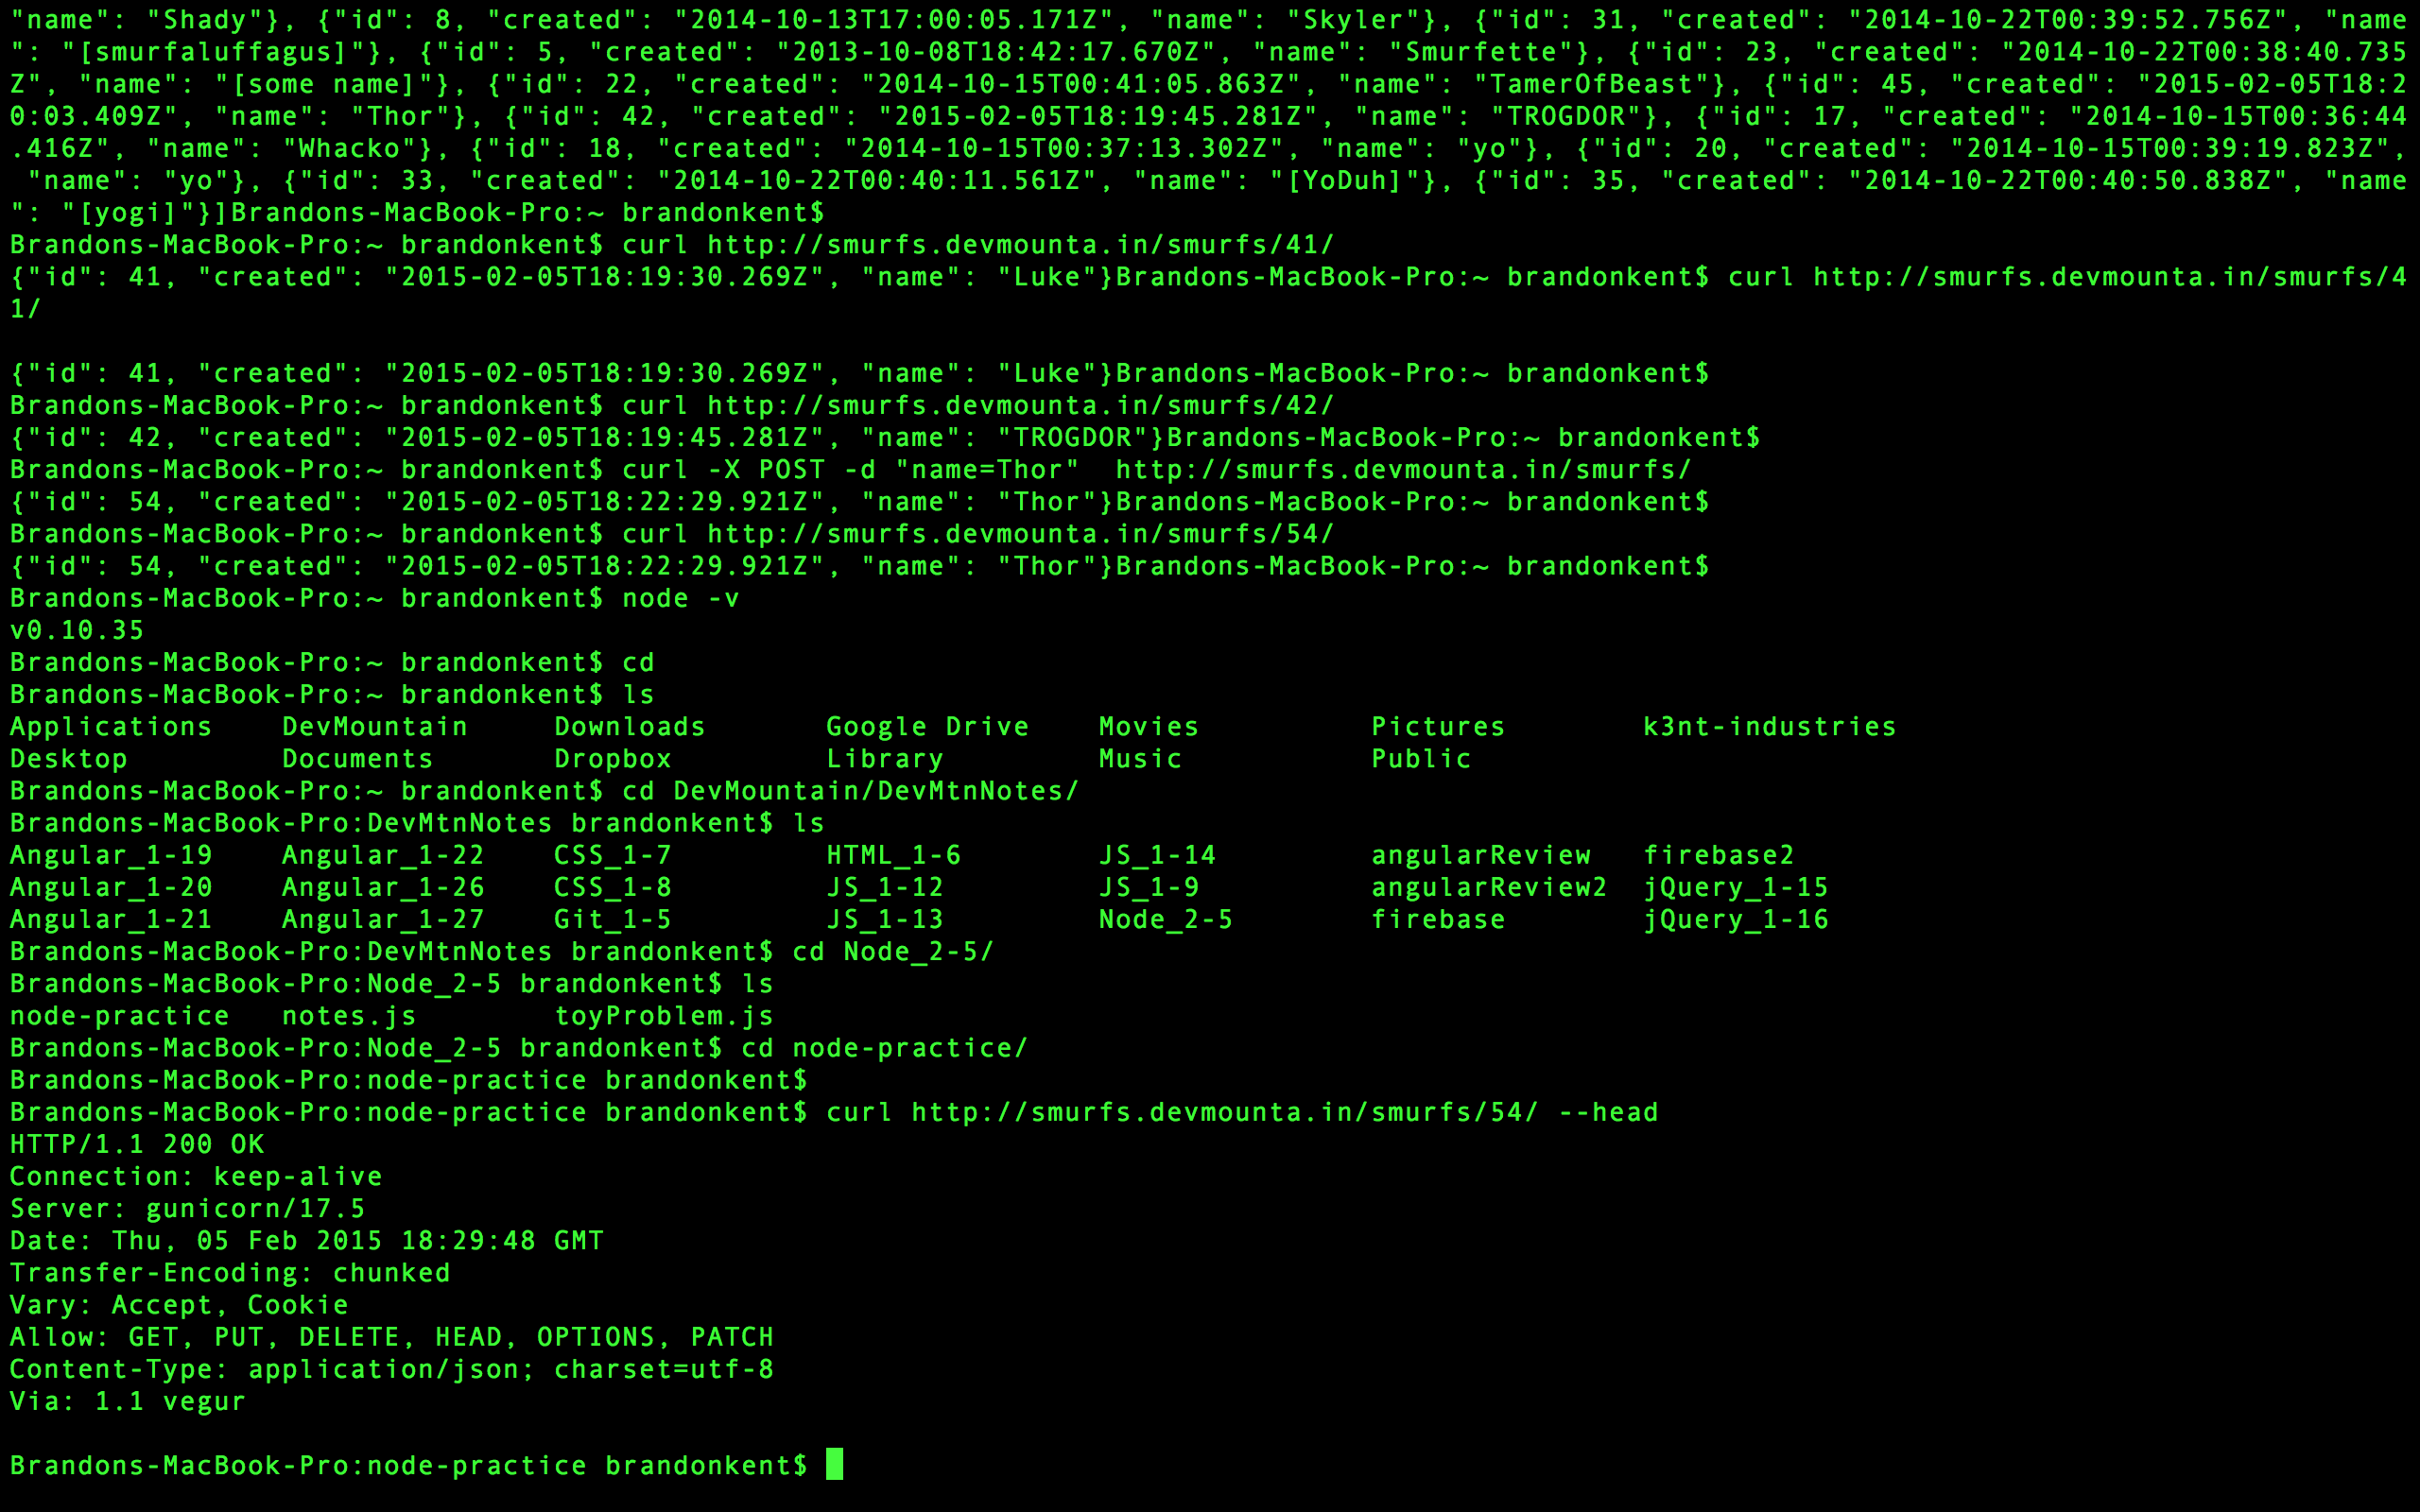 "name": "Shady"}, {"id": 8, "created": "2014-10-13T17:00:05.171Z", "name": "Skyler"}, {"id": 31, "created": "2014-10-22T00:39:52.756Z", "name
": "[smurfaluffagus]"}, {"id": 5, "created": "2013-10-08T18:42:17.670Z", "name": "Smurfette"}, {"id": 23, "created": "2014-10-22T00:38:40.735
Z", "name": "[some name]"}, {"id": 22, "created": "2014-10-15T00:41:05.863Z", "name": "TamerOfBeast"}, {"id": 45, "created": "2015-02-05T18:2
0:03.409Z", "name": "Thor"}, {"id": 42, "created": "2015-02-05T18:19:45.281Z", "name": "TROGDOR"}, {"id": 17, "created": "2014-10-15T00:36:44
.416Z", "name": "Whacko"}, {"id": 18, "created": "2014-10-15T00:37:13.302Z", "name": "yo"}, {"id": 20, "created": "2014-10-15T00:39:19.823Z",
 "name": "yo"}, {"id": 33, "created": "2014-10-22T00:40:11.561Z", "name": "[YoDuh]"}, {"id": 35, "created": "2014-10-22T00:40:50.838Z", "name
": "[yogi]"}]Brandons-MacBook-Pro:~ brandonkent$
Brandons-MacBook-Pro:~ brandonkent$ curl http://smurfs.devmounta.in/smurfs/41/
{"id": 41, "created": "2015-02-05T18:19:30.269Z", "name": "Luke"}Brandons-MacBook-Pro:~ brandonkent$ curl http://smurfs.devmounta.in/smurfs/4
1/

{"id": 41, "created": "2015-02-05T18:19:30.269Z", "name": "Luke"}Brandons-MacBook-Pro:~ brandonkent$
Brandons-MacBook-Pro:~ brandonkent$ curl http://smurfs.devmounta.in/smurfs/42/
{"id": 42, "created": "2015-02-05T18:19:45.281Z", "name": "TROGDOR"}Brandons-MacBook-Pro:~ brandonkent$
Brandons-MacBook-Pro:~ brandonkent$ curl -X POST -d "name=Thor"  http://smurfs.devmounta.in/smurfs/
{"id": 54, "created": "2015-02-05T18:22:29.921Z", "name": "Thor"}Brandons-MacBook-Pro:~ brandonkent$
Brandons-MacBook-Pro:~ brandonkent$ curl http://smurfs.devmounta.in/smurfs/54/
{"id": 54, "created": "2015-02-05T18:22:29.921Z", "name": "Thor"}Brandons-MacBook-Pro:~ brandonkent$
Brandons-MacBook-Pro:~ brandonkent$ node -v
v0.10.35
Brandons-MacBook-Pro:~ brandonkent$ cd
Brandons-MacBook-Pro:~ brandonkent$ ls
Applications    DevMountain     Downloads       Google Drive    Movies          Pictures        k3nt-industries
Desktop         Documents       Dropbox         Library         Music           Public
Brandons-MacBook-Pro:~ brandonkent$ cd DevMountain/DevMtnNotes/
Brandons-MacBook-Pro:DevMtnNotes brandonkent$ ls
Angular_1-19    Angular_1-22    CSS_1-7         HTML_1-6        JS_1-14         angularReview   firebase2
Angular_1-20    Angular_1-26    CSS_1-8         JS_1-12         JS_1-9          angularReview2  jQuery_1-15
Angular_1-21    Angular_1-27    Git_1-5         JS_1-13         Node_2-5        firebase        jQuery_1-16
Brandons-MacBook-Pro:DevMtnNotes brandonkent$ cd Node_2-5/
Brandons-MacBook-Pro:Node_2-5 brandonkent$ ls
node-practice   notes.js        toyProblem.js
Brandons-MacBook-Pro:Node_2-5 brandonkent$ cd node-practice/
Brandons-MacBook-Pro:node-practice brandonkent$
Brandons-MacBook-Pro:node-practice brandonkent$ curl http://smurfs.devmounta.in/smurfs/54/ --head
HTTP/1.1 200 OK
Connection: keep-alive
Server: gunicorn/17.5
Date: Thu, 05 Feb 2015 18:29:48 GMT
Transfer-Encoding: chunked
Vary: Accept, Cookie
Allow: GET, PUT, DELETE, HEAD, OPTIONS, PATCH
Content-Type: application/json; charset=utf-8
Via: 1.1 vegur

Brandons-MacBook-Pro:node-practice brandonkent$